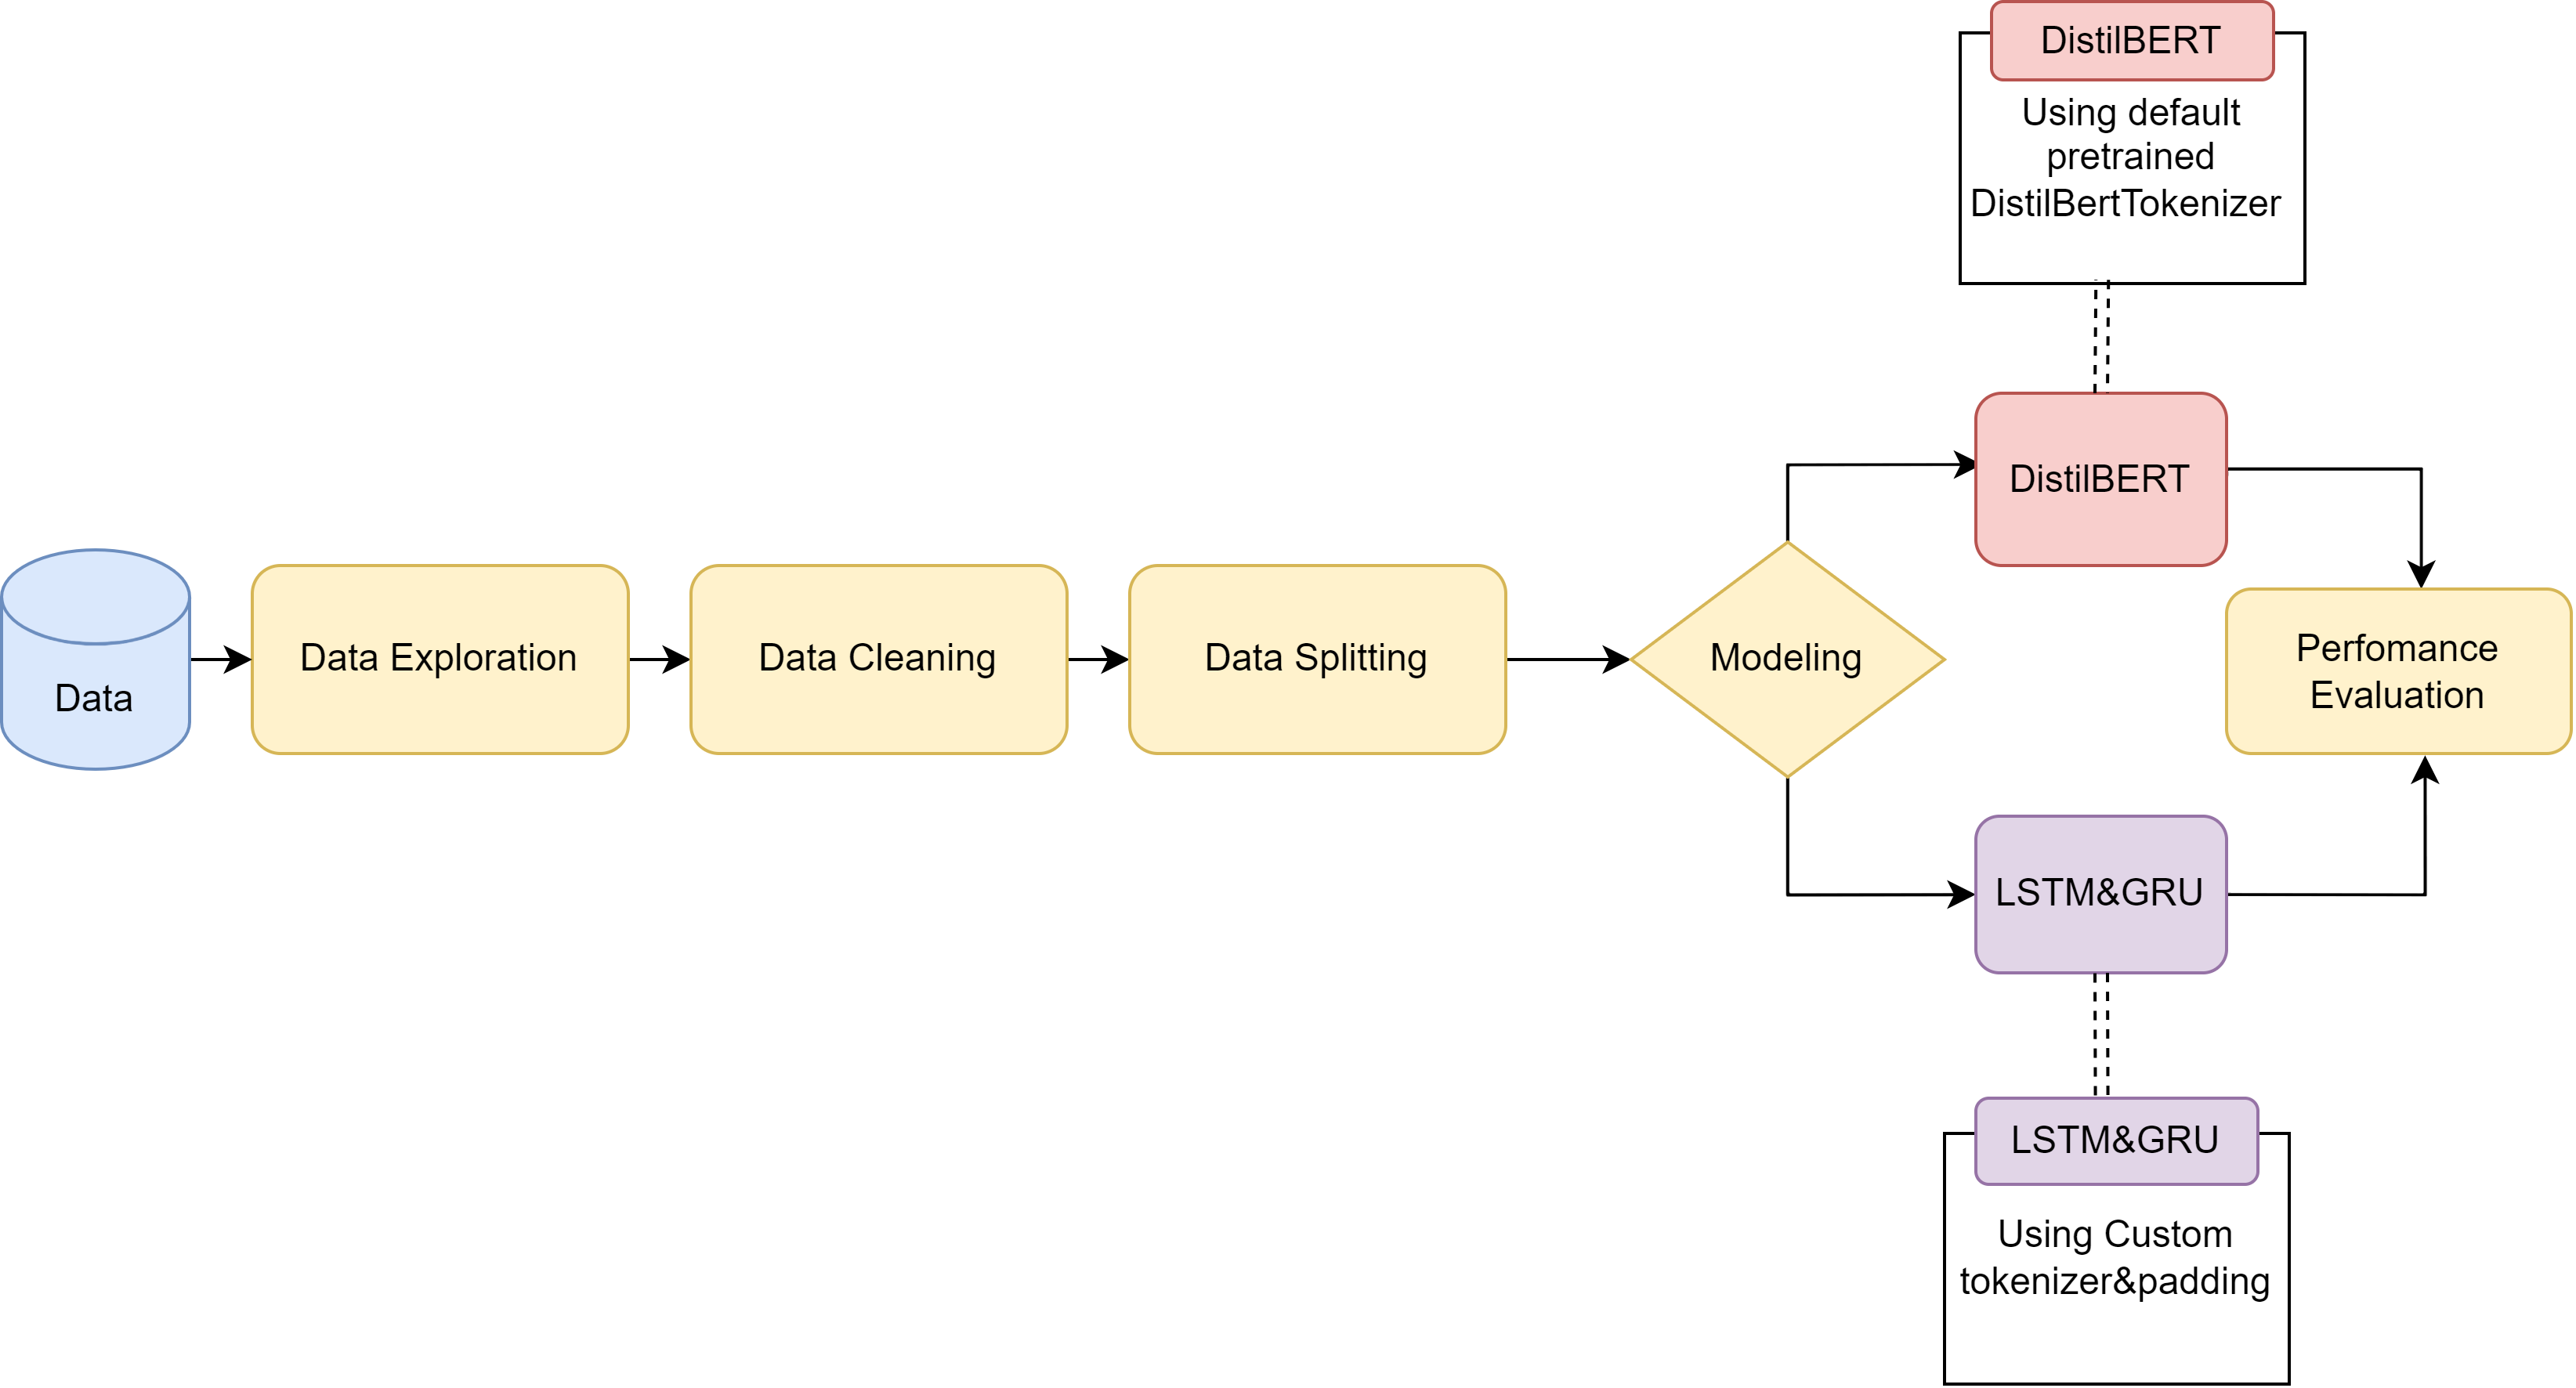 DistilBERT
Using default
pretrained
DistilBertTokenizer
DistilBERT
Data
Data Exploration
Data Cleaning
Data Splitting
Modeling
Perfomance
Evaluation
LSTM&GRU
LSTM&GRU
Using Custom
tokenizer&padding